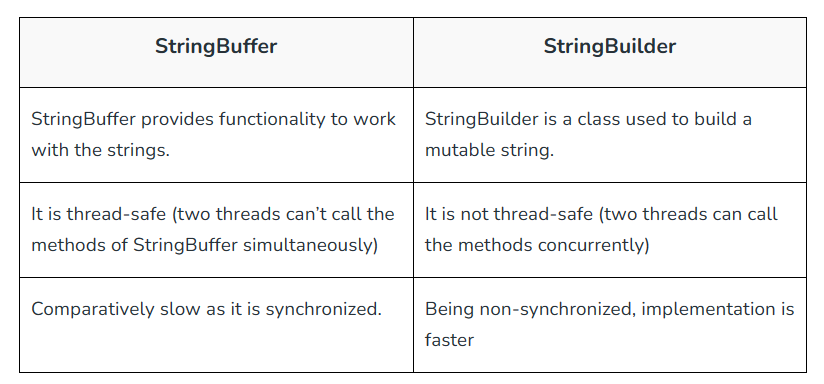 StringBuffer
StringBuilder
StringBuffer provides functionality to work
with the strings.
StringBuilder is a class used to build a
mutable string.
It is thread-safe (two threads can’t call the
methods of StringBuffer simultaneously)
It is not thread-safe (two threads can call
the methods concurrently)
Comparatively slow as it is synchronized.
Being non-synchronized, implementation is
faster